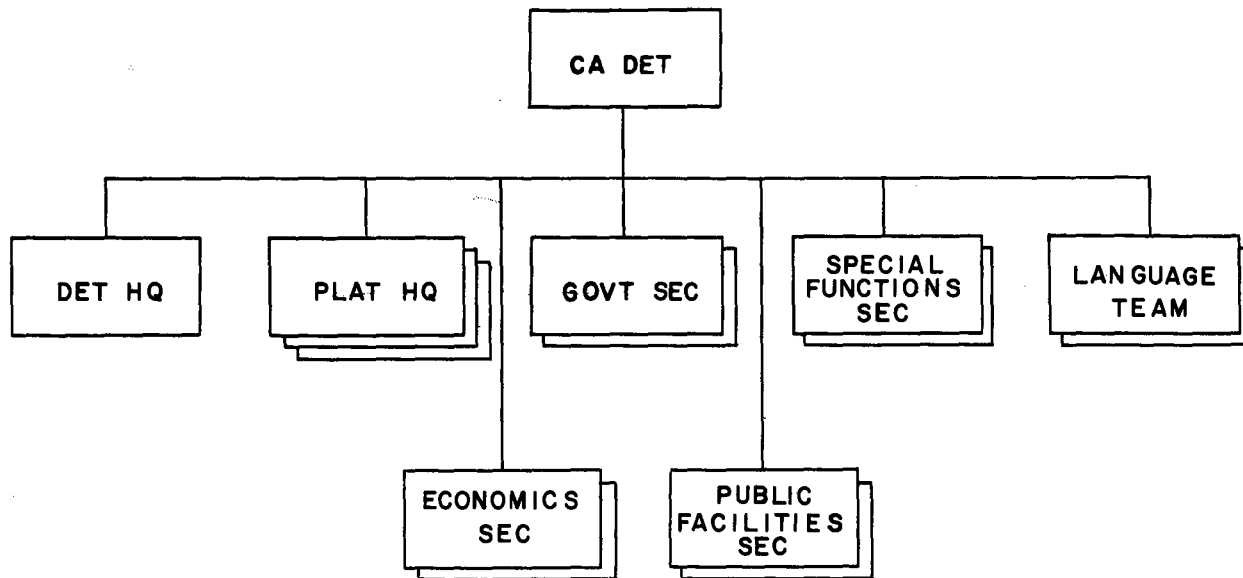 CA DET
DET HQ
PLAT HQ
GOVT SEC
SPECIAL
FUNCTIONS
SEC
LANGUAGE
TEAM
ECONOMICS
SEC
PUBLIC
FACILITIES
SEC